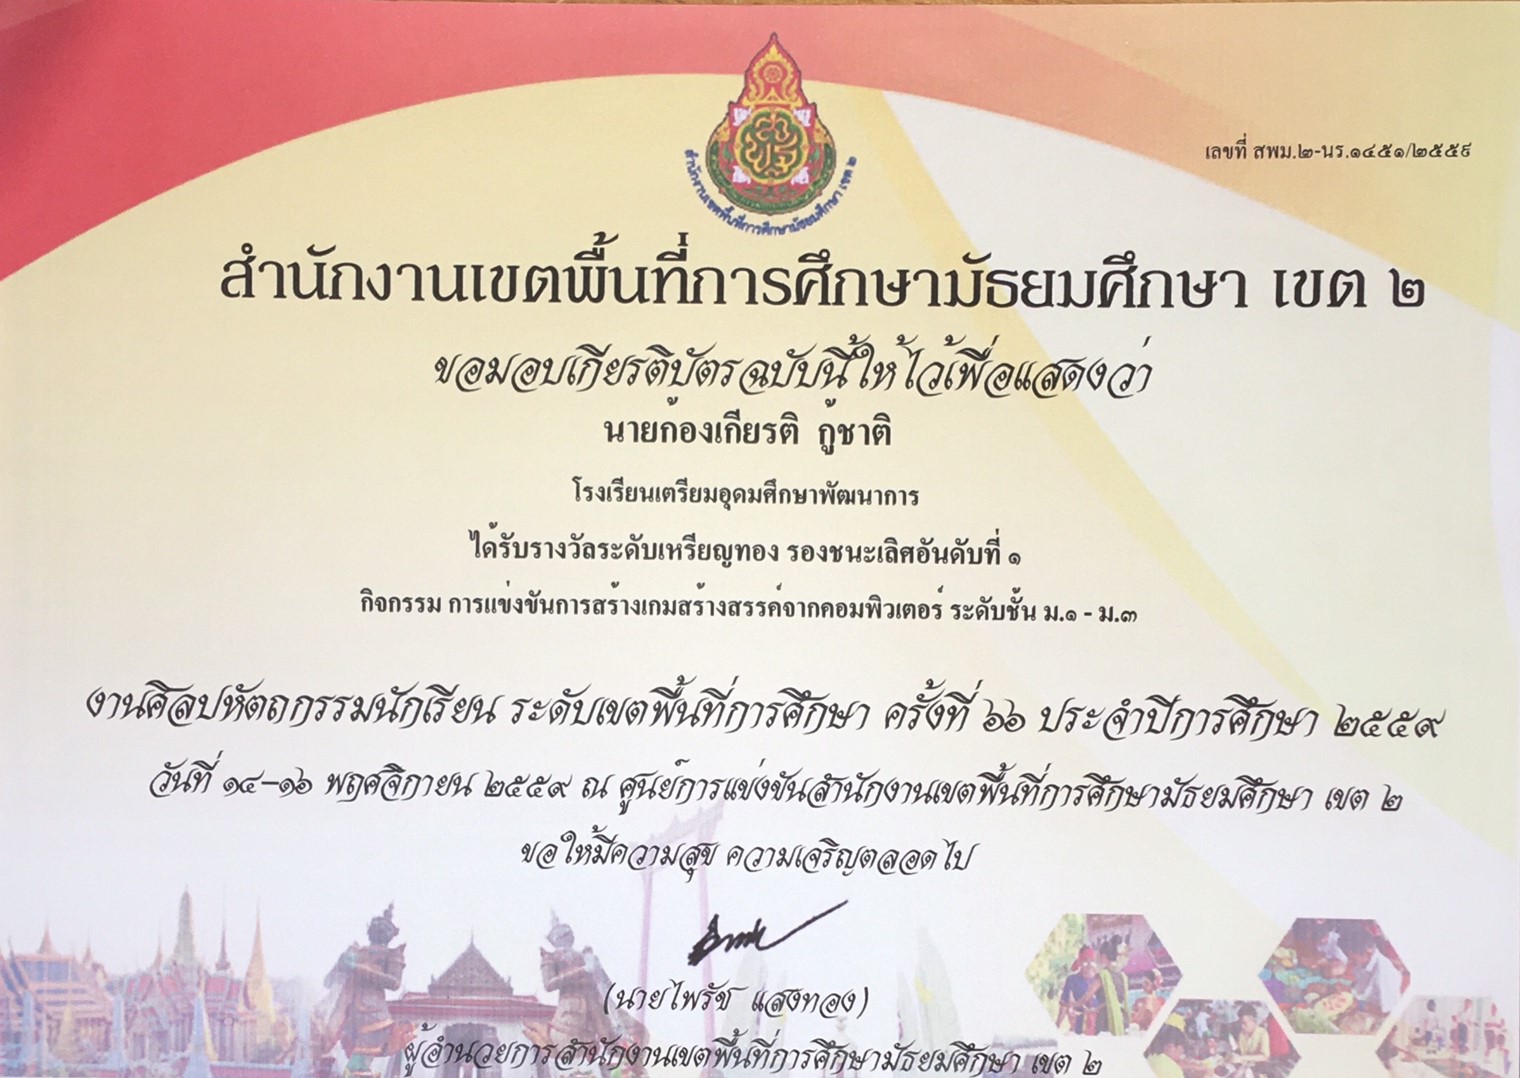 สำนักงานเขตพื้นที่การศึกษามัธยมศึกษา เขต ๒
เลขที่ สพม.๒-นร.๑๔๕๑/๒๕๕๙
สำนักงานเขตพื้นที่การศึกษามัธยมศึกษา เขต ๒
ขอมอบเกียรติบัตรฉบับนี้ให้ไว้เพื่อแสดงว่า
นายก้องเกียรติ กู้ชาติ
โรงเรียนเตรียมอุดมศึกษาพัฒนาการ
ได้รับรางวัลระดับเหรียญทอง รองชนะเลิศอันดับที่ ๑
กิจกรรม การแข่งขันการสร้างเกมสร้างสรรค์จากคอมพิวเตอร์ ระดับชั้น ม.๑ - ม.๓
งานศิลปหัตถกรรมนักเรียน ระดับเขตพื้นที่การศึกษา ครั้งที่ ๖๖ ประจำปีการศึกษา ๒๕๕๙
วันที่ ๑๔-๑๖ พฤศจิกายน ๒๕๕๙ ณ ศูนย์การแข่งขันสำนักงานเขตพื้นที่การศึกษามัธยมศึกษา เขต ๒
ขอให้มีความสุข ความเจริญตลอดไป
(นายไพรัช แสงทอง)
ผู้อำนวยการสำนักงานเขตพื้นที่การศึกษามัธยมศึกษา เขต ๒